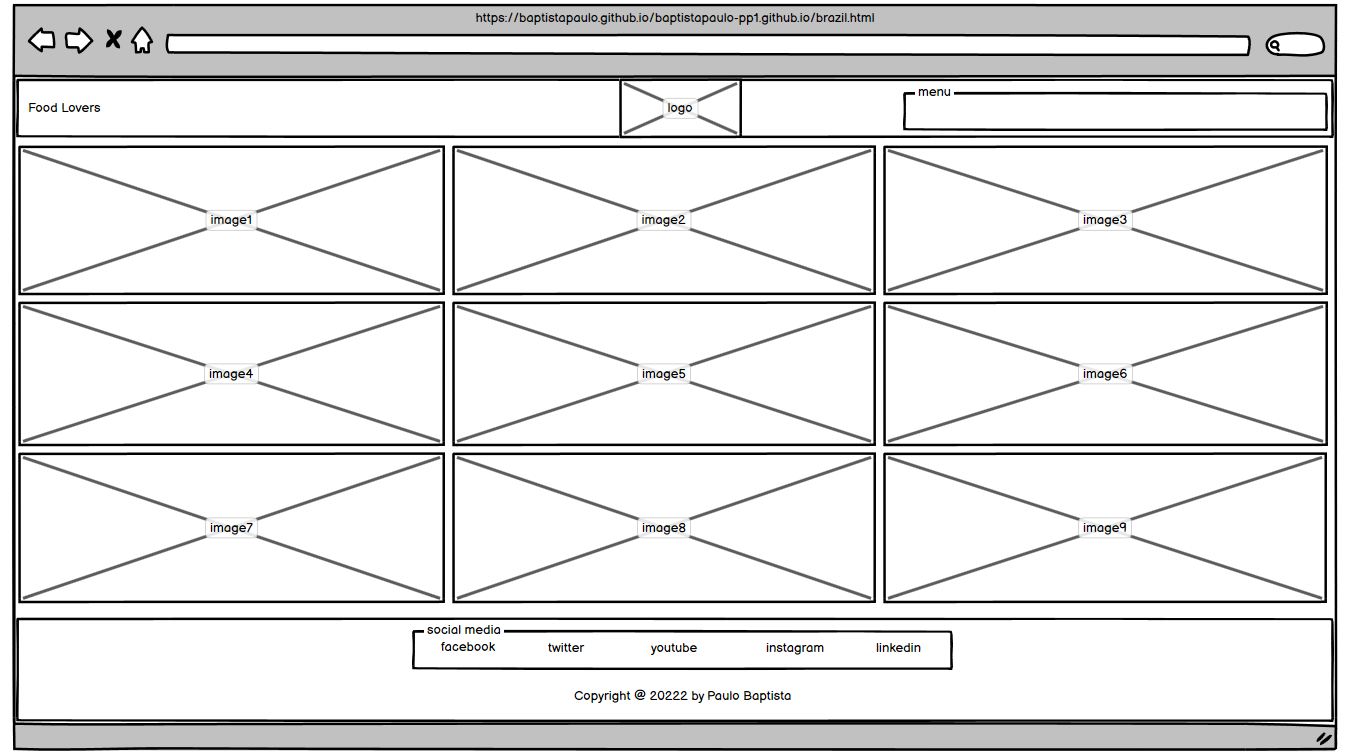 https://baptistapaulo.github.io/baptistapaulo-pp1.github.io/brazil.html
Food Lovers
logo
menu
image1
image2
image3
image4
image5
image6
image7
image8
image9
social media
facebook twitter youtube instagram linkedin
Copyright @ 20222 by Paulo Baptista